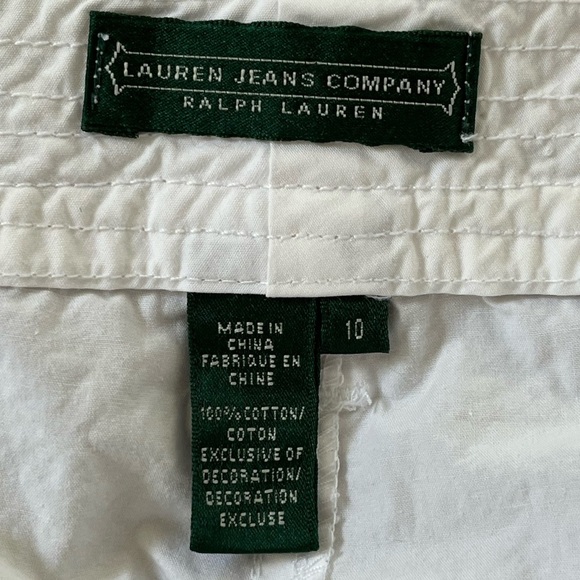 LAUREN JEANS COMPANY
RALPH LAUREN
MADE IN
CHINA
FABRIQUE EN
CHINE
10
100% COTTON/
COTON
EXCLUSIVE OF
DECORATION/
DECORATION
EXCLUSE